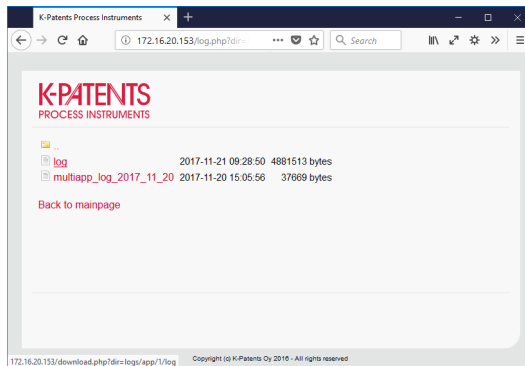 K-Patents Process Instruments
172.16.20.153/log.php?dir=
Search
K-PATENTS
PROCESS INSTRUMENTS
..
log 2017-11-21 09:28:50 4881513 bytes
multiapp_log_2017_11_20 2017-11-20 15:05:56 37669 bytes
Back to mainpage
172.16.20.153/download.php?dir=logs/app/1/log
Copyright (c) K-Patents Oy 2016 - All rights reserved